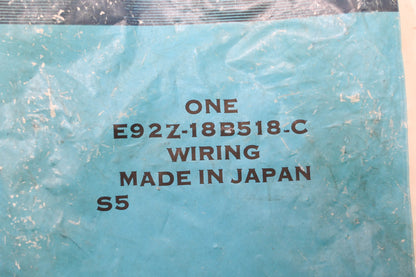 ONE
E92Z-18B518-C
WIRING
MADE IN JAPAN
S5